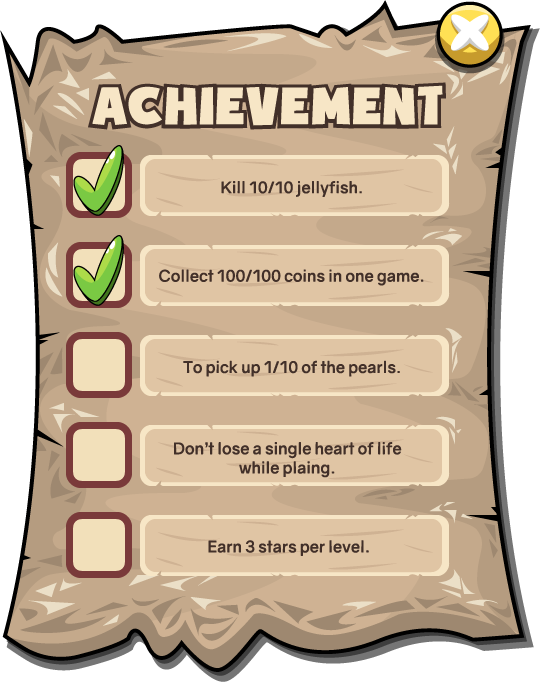 ACHIEVEMENT
Kill 10/10 jellyfish.
Collect 100/100 coins in one game.
To pick up 1/10 of the pearls.
Don't lose a single heart of life
while plaing.
Earn 3 stars per level.